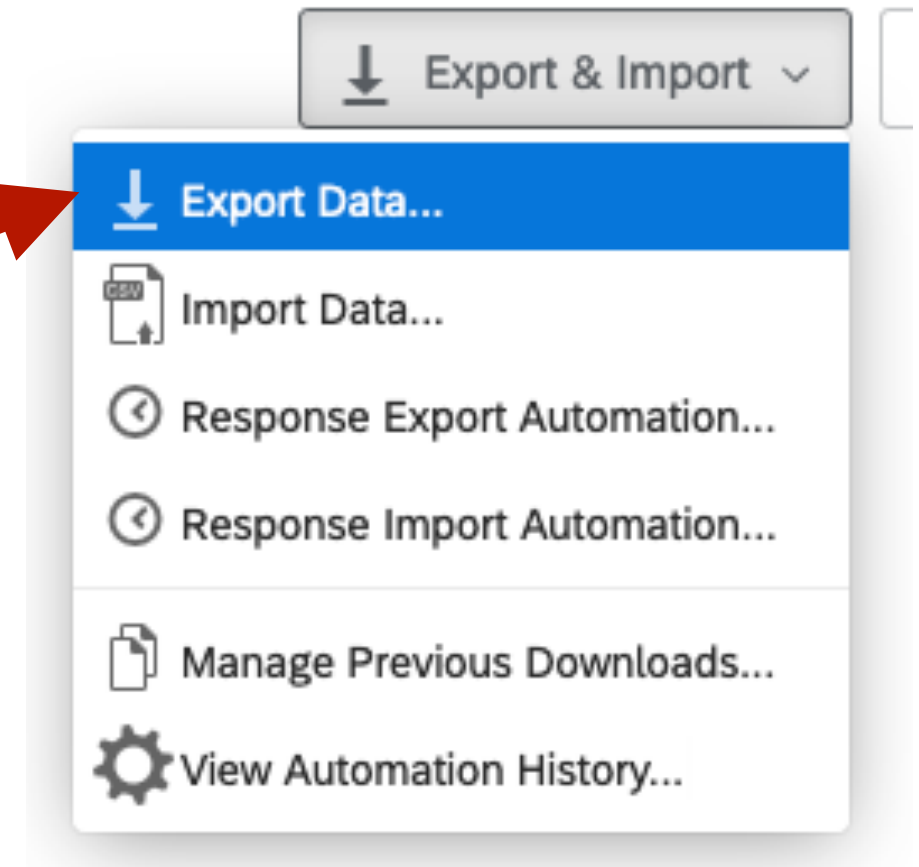 Export & Import
Export Data...
CSV
Import Data...
Response Export Automation...
Response Import Automation...
Manage Previous Downloads...
View Automation History...